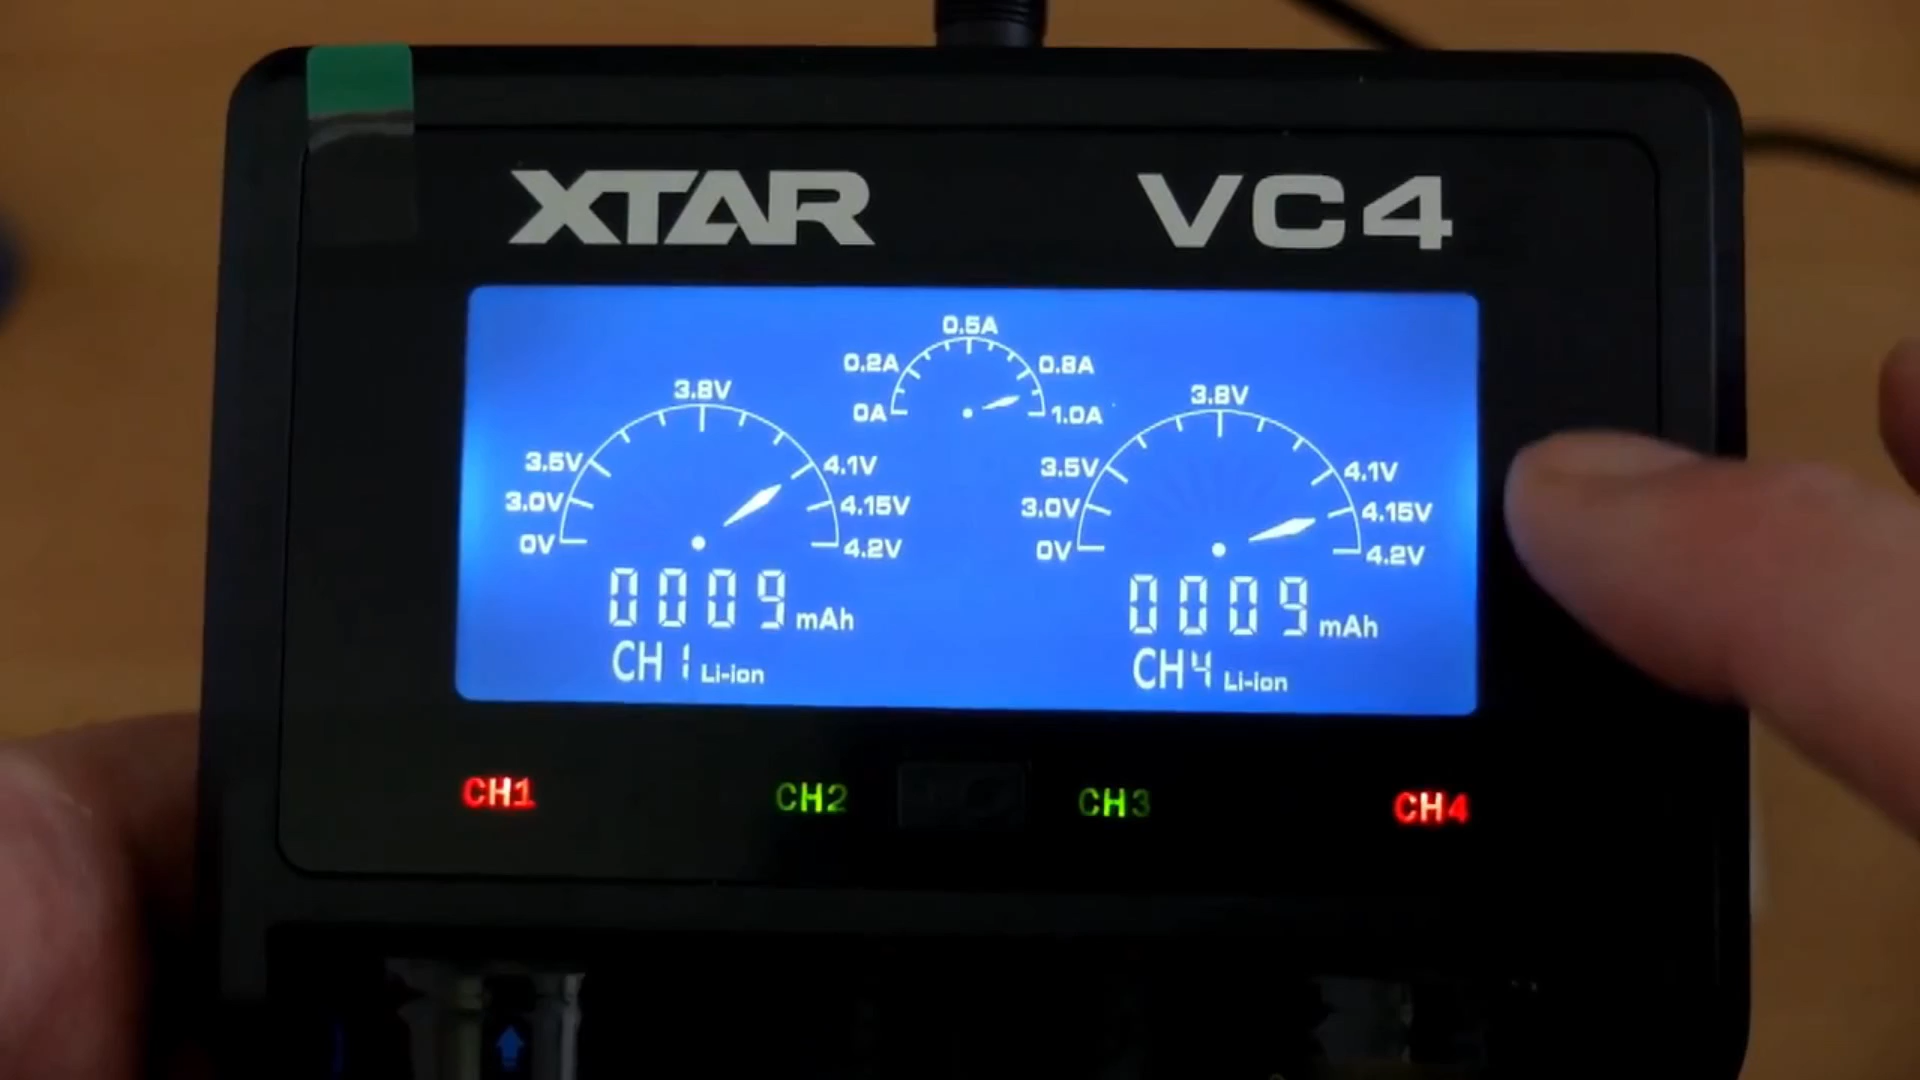 XTAR VC4
0.5A
0.2A 0.8A
0A 1.0A
3.8V
3.5V 4.1V
3.0V 4.15V
0V 4.2V
0009 mAh
CH1 Li-ion
3.8V
3.5V 4.1V
3.0V 4.15V
0V 4.2V
0009 mAh
CH4 Li-ion
CH1 CH2 CH3 CH4